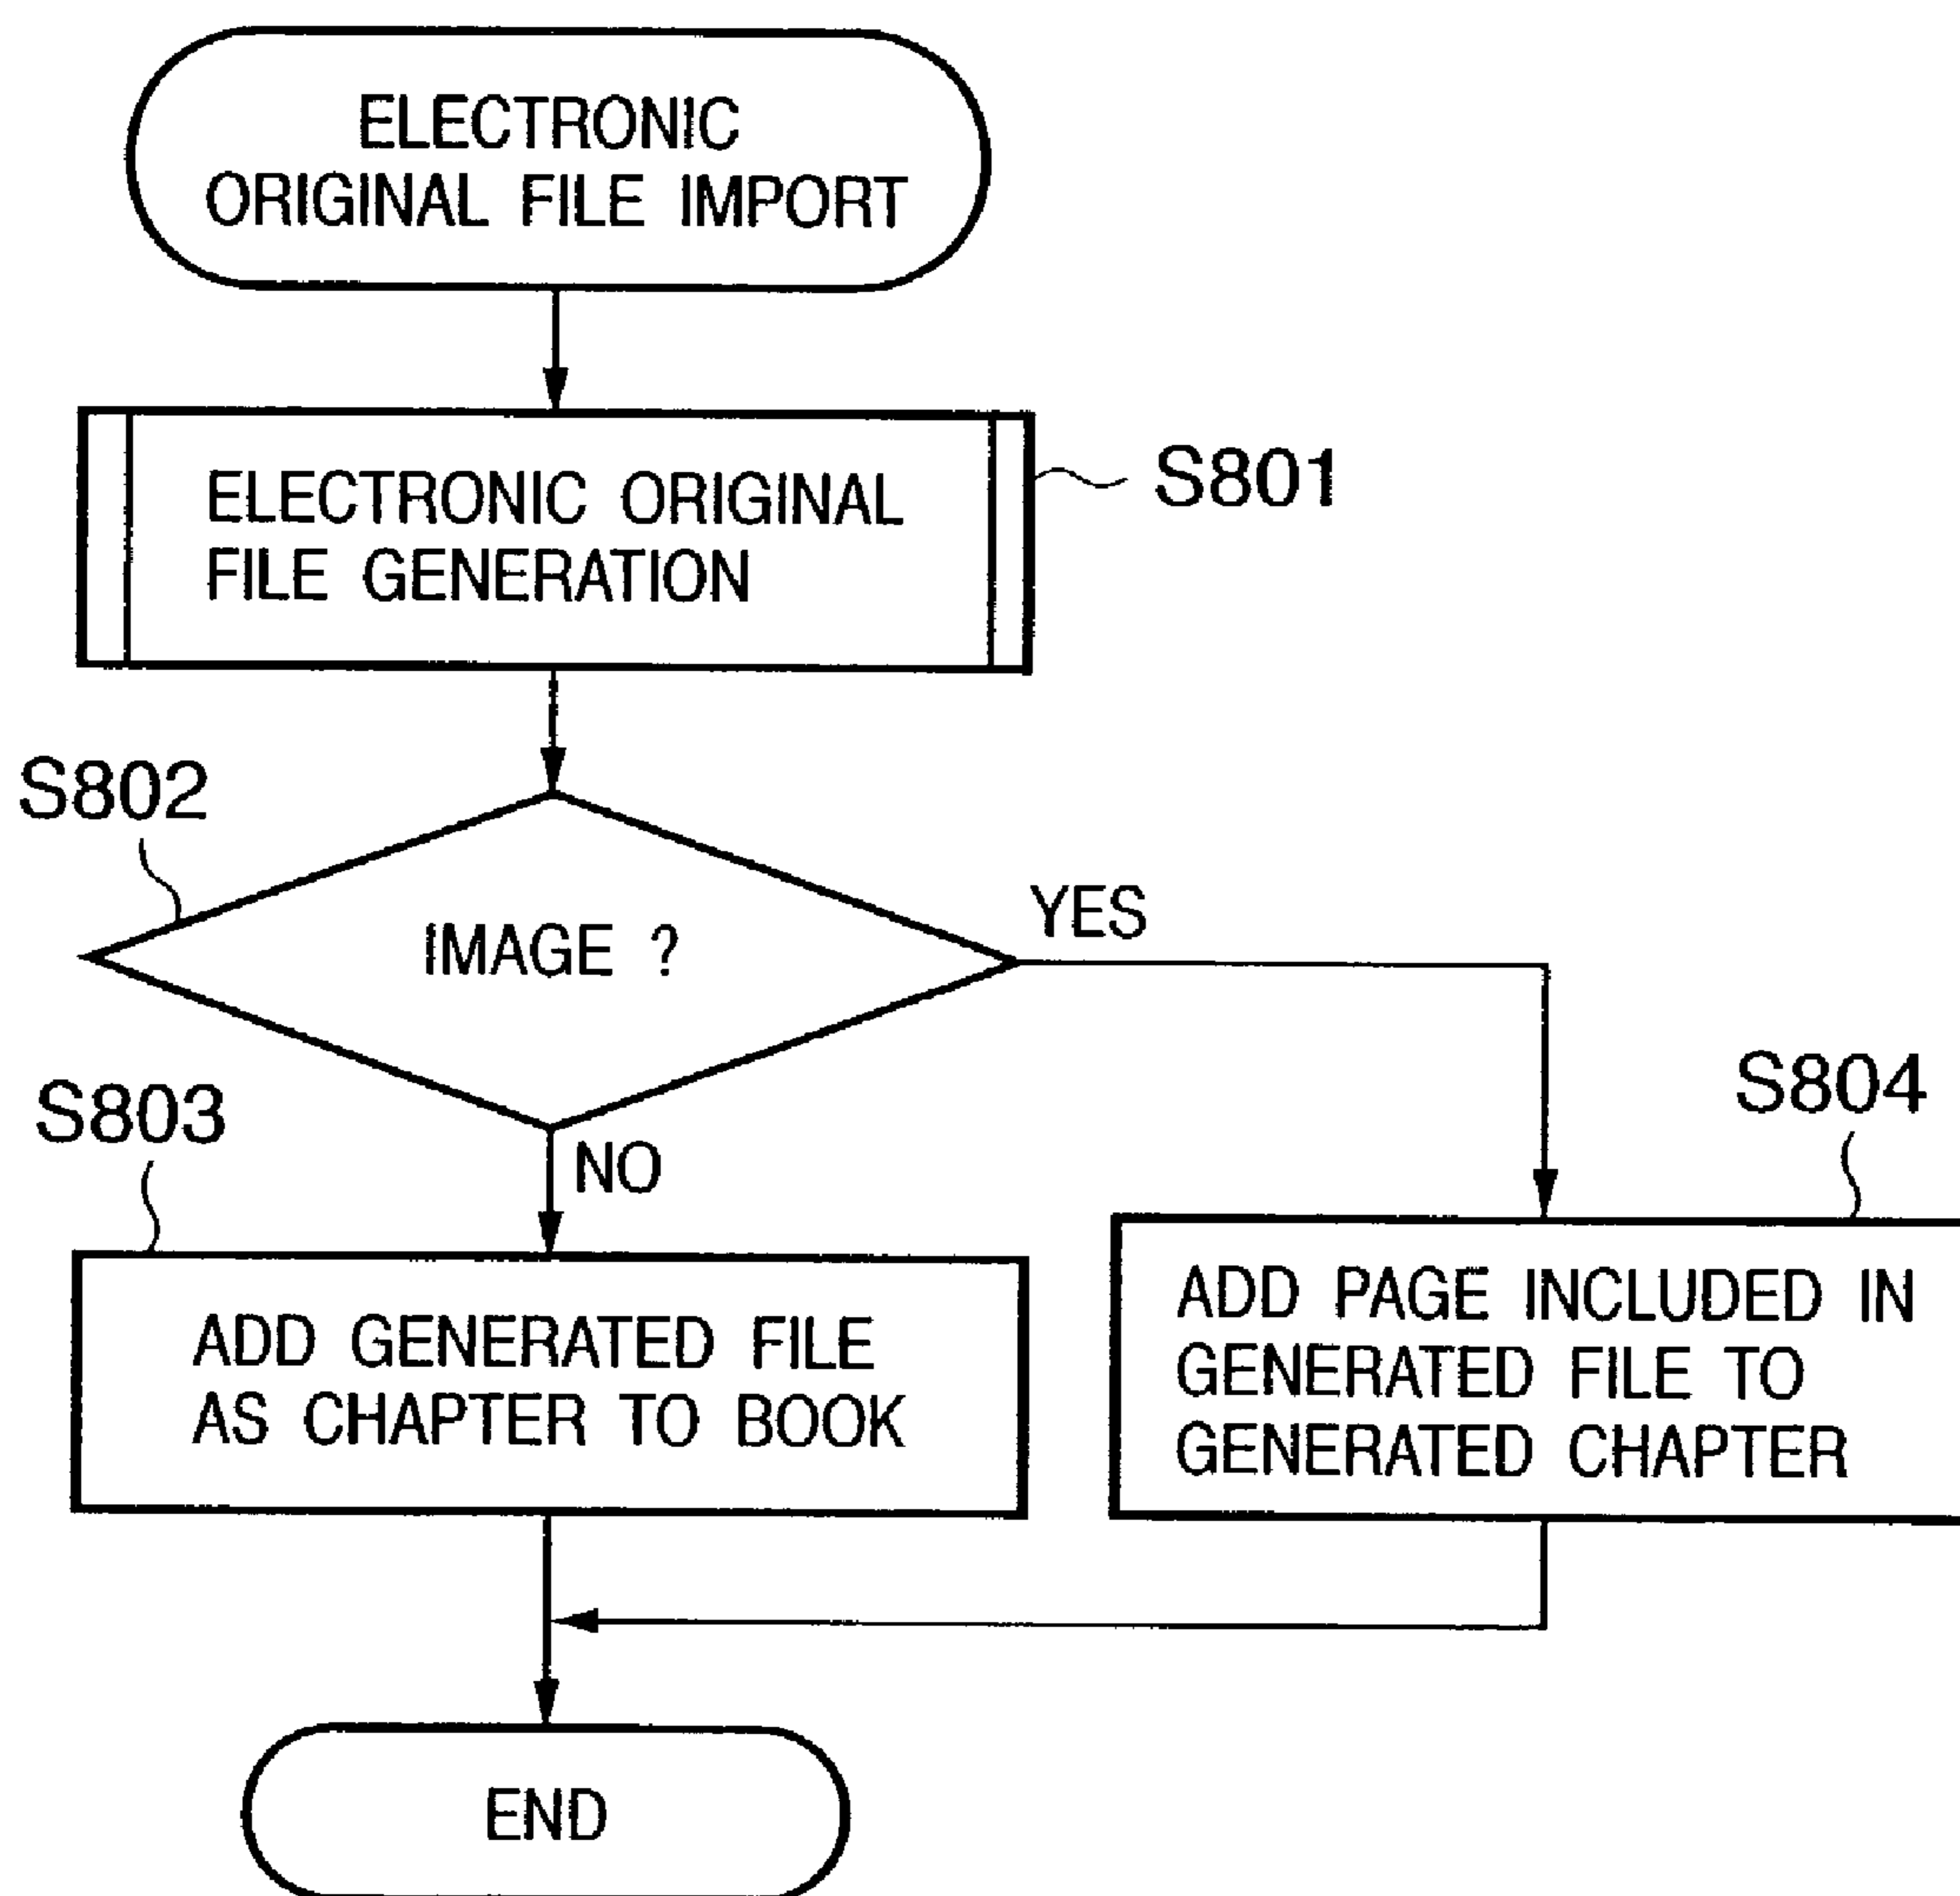 ELECTRONIC
ORIGINAL FILE IMPORT
ELECTRONIC ORIGINAL
FILE GENERATION
S801
S802
IMAGE ?
YES
NO
S803
ADD GENERATED FILE
AS CHAPTER TO BOOK
S804
ADD PAGE INCLUDED IN
GENERATED FILE TO
GENERATED CHAPTER
END